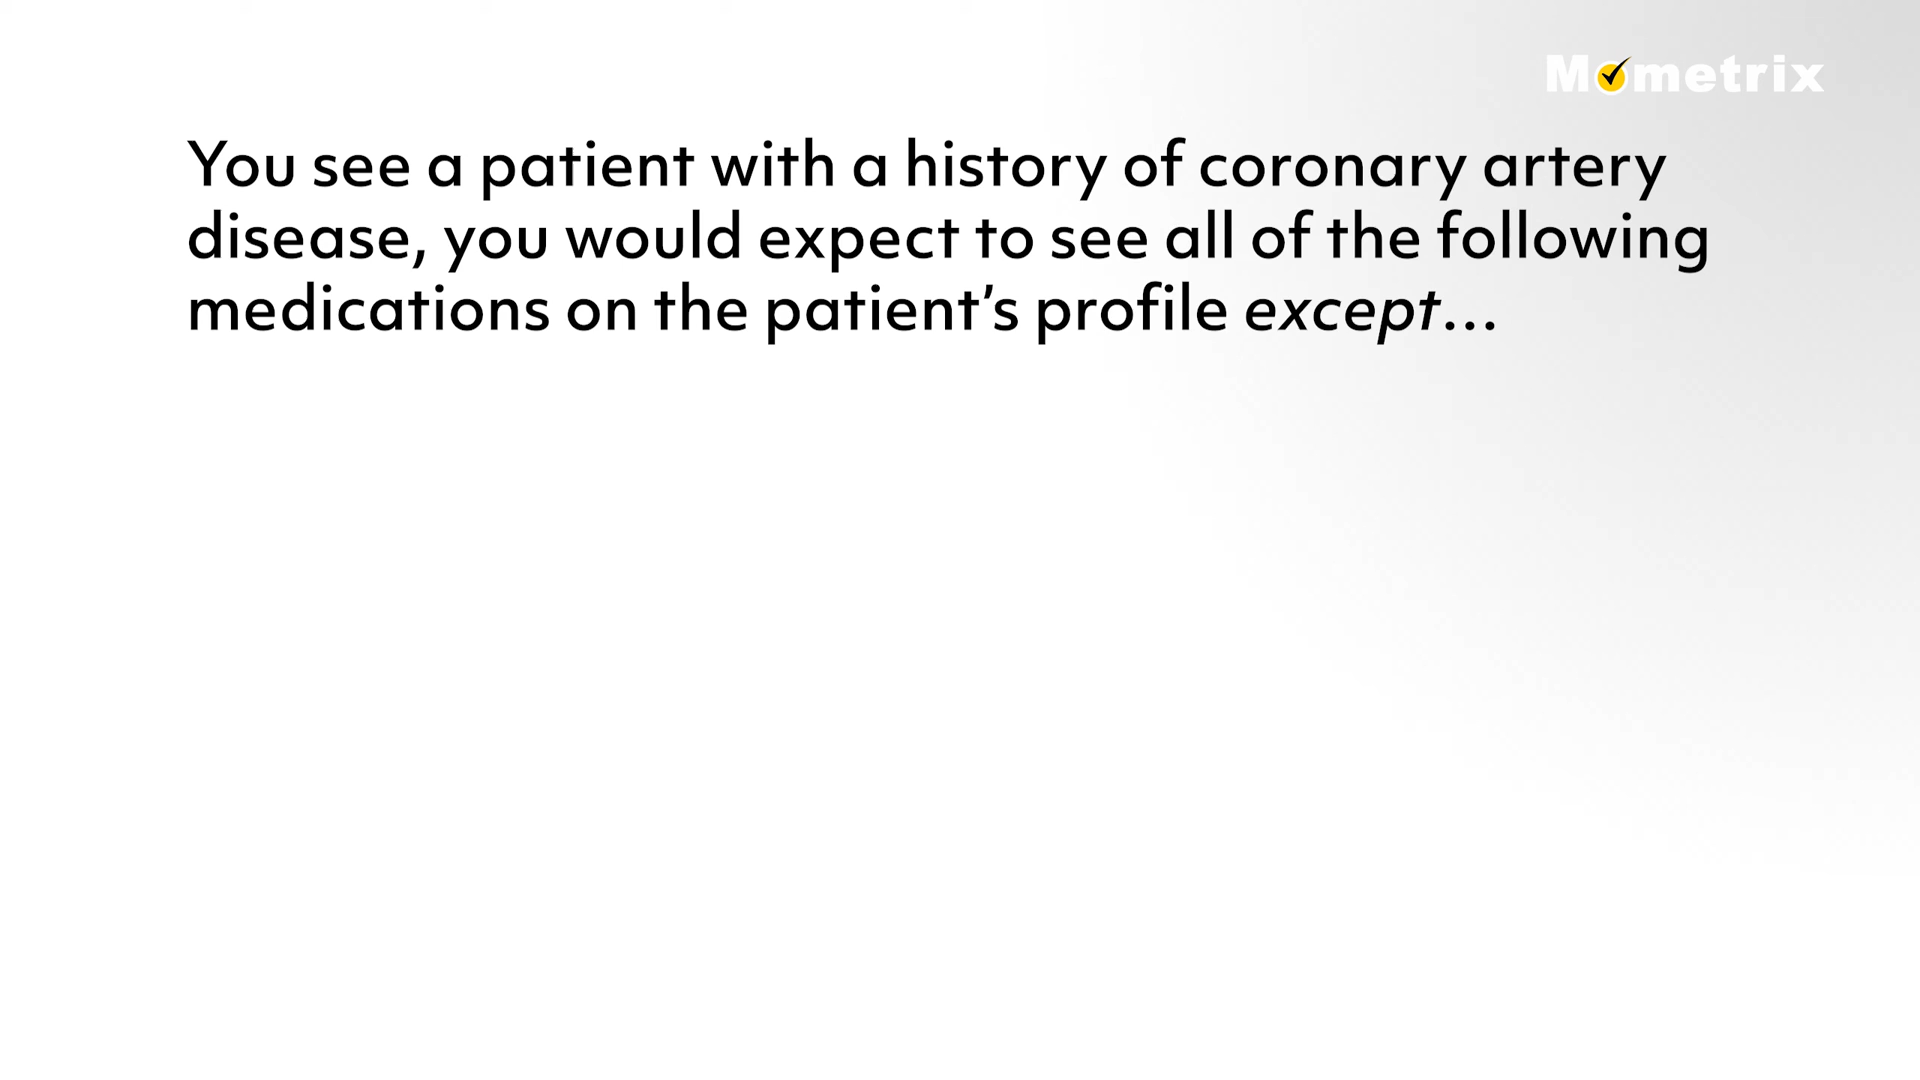 Mometrix
You see a patient with a history of coronary artery
disease, you would expect to see all of the following
medications on the patient’s profile except…